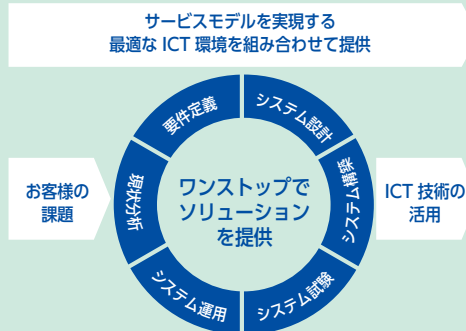 サービスモデルを実現する
最適な ICT 環境を組み合わせて提供
お客様の
課題
現状分析
要件定義
システム設計
システム構築
システム試験
システム運用
ワンストップで
ソリューション
を提供
ICT 技術の
活用